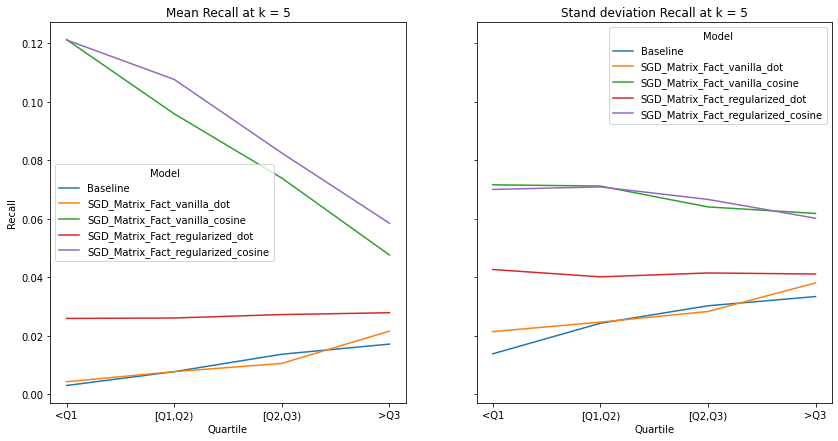 Mean Recall at k = 5
Recall
0.12
0.10
0.08
0.06
0.04
0.02
0.00
Model
Baseline
SGD_Matrix_Fact_vanilla_dot
SGD_Matrix_Fact_vanilla_cosine
SGD_Matrix_Fact_regularized_dot
SGD_Matrix_Fact_regularized_cosine
<Q1
[Q1,Q2)
[Q2,Q3)
>Q3
Quartile
Stand deviation Recall at k = 5
Model
Baseline
SGD_Matrix_Fact_vanilla_dot
SGD_Matrix_Fact_vanilla_cosine
SGD_Matrix_Fact_regularized_dot
SGD_Matrix_Fact_regularized_cosine
<Q1
[Q1,Q2)
[Q2,Q3)
>Q3
Quartile